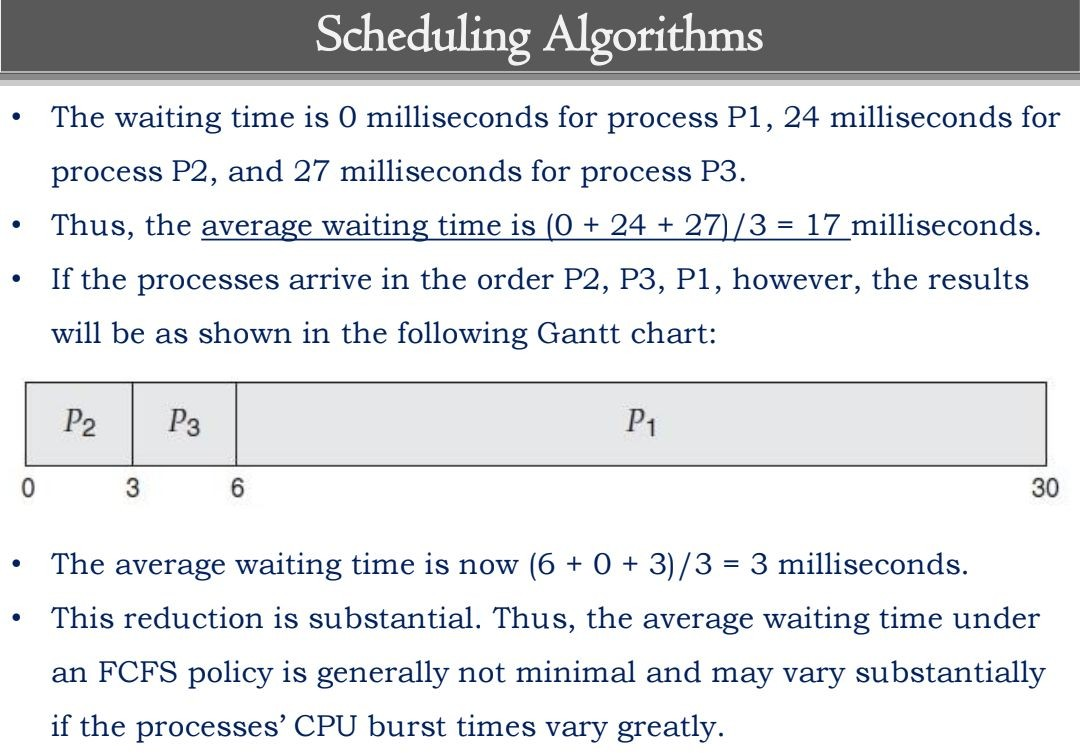 Scheduling Algorithms
• The waiting time is 0 milliseconds for process P1, 24 milliseconds for
process P2, and 27 milliseconds for process P3.
• Thus, the average waiting time is (0 + 24 + 27)/3 = 17 milliseconds.
• If the processes arrive in the order P2, P3, P1, however, the results
will be as shown in the following Gantt chart:
P2 P3 P1
0 3 6 30
• The average waiting time is now (6 + 0 + 3)/3 = 3 milliseconds.
• This reduction is substantial. Thus, the average waiting time under
an FCFS policy is generally not minimal and may vary substantially
if the processes’ CPU burst times vary greatly.